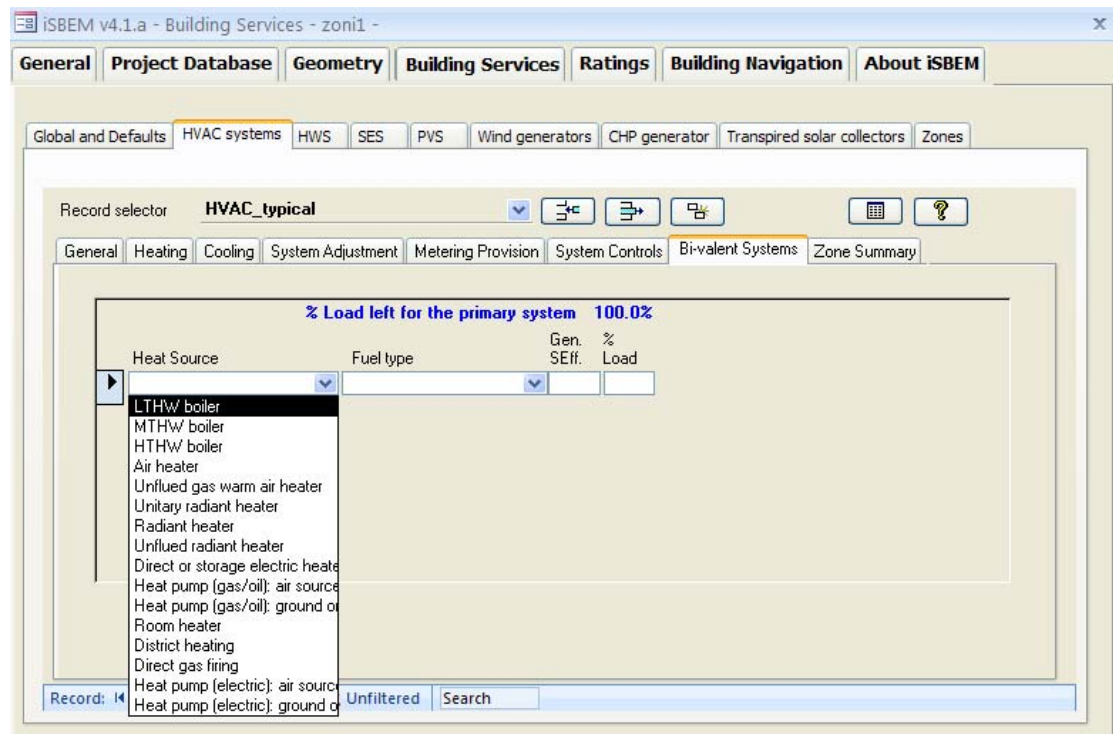 iSBEM v4.1.a - Building Services - zoni1 -
x
General Project Database Geometry Building Services Ratings Building Navigation About iSBEM
Global and Defaults HVAC systems HWS SES PVS Wind generators CHP generator Transpired solar collectors Zones
Record selector HVAC_typical
General Heating Cooling System Adjustment Metering Provision System Controls Bi-valent Systems Zone Summary
% Load left for the primary system 100.0%
Heat Source Fuel type Gen. SEff. % Load
LTHW boiler
MTHW boiler
HTHW boiler
Air heater
Unflued gas warm air heater
Unitary radiant heater
Radiant heater
Unflued radiant heater
Direct or storage electric heate
Heat pump (gas/oil): air source
Heat pump (gas/oil): ground o
Room heater
District heating
Direct gas firing
Heat pump (electric): air sourc
Heat pump (electric): ground o
Record: Unfiltered Search